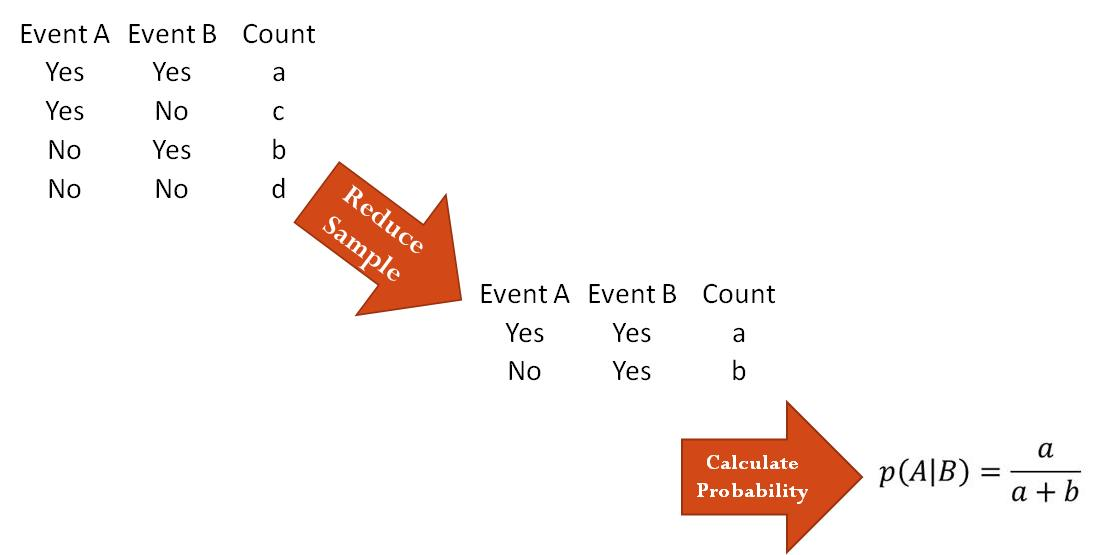 Event A Event B Count
Yes Yes a
Yes No c
No Yes b
No No d
Reduce
Sample
Event A Event B Count
Yes Yes a
No Yes b
Calculate
Probability
p(A|B) = a / (a + b)